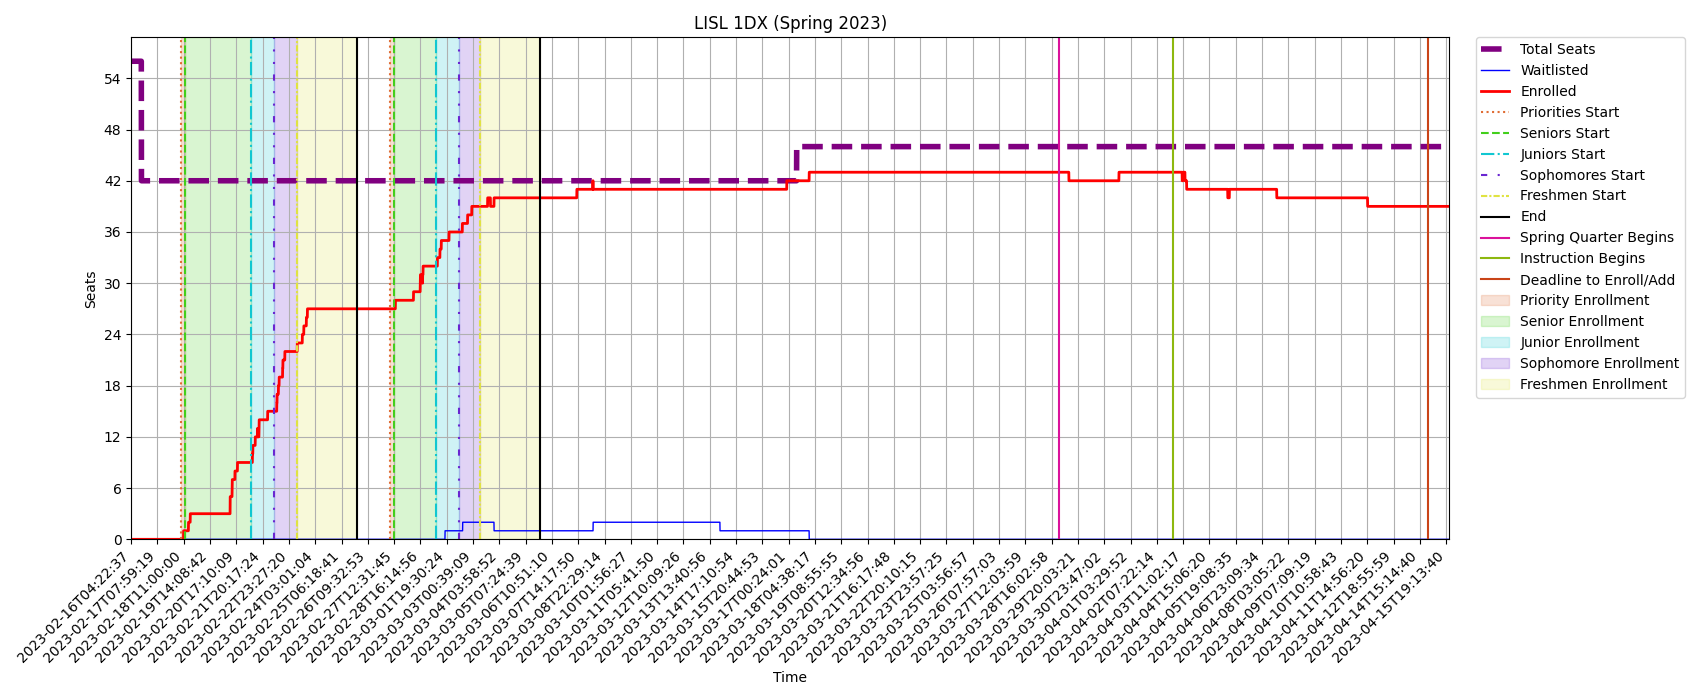 LISL 1DX (Spring 2023)
Seats
54
48
42
36
30
24
18
12
6
0
2023-02-16T04:22:37
2023-02-17T07:59:19
2023-02-18T11:00:00
2023-02-19T14:08:42
2023-02-20T17:10:09
2023-02-21T20:17:24
2023-02-22T23:27:20
2023-02-24T03:01:04
2023-02-25T06:18:41
2023-02-26T09:32:53
2023-02-27T12:31:45
2023-02-28T16:14:56
2023-03-01T19:30:24
2023-03-03T00:39:09
2023-03-04T03:58:52
2023-03-05T07:24:39
2023-03-06T10:51:10
2023-03-07T14:17:50
2023-03-08T22:29:14
2023-03-10T01:56:27
2023-03-11T05:41:50
2023-03-12T10:09:26
2023-03-13T13:40:56
2023-03-14T17:10:54
2023-03-15T20:44:53
2023-03-17T00:24:01
2023-03-18T04:38:17
2023-03-19T08:55:55
2023-03-20T12:34:56
2023-03-21T16:17:48
2023-03-22T20:10:15
2023-03-23T23:57:25
2023-03-25T03:56:57
2023-03-26T07:57:03
2023-03-27T12:03:59
2023-03-28T16:02:58
2023-03-29T20:03:21
2023-03-30T23:47:02
2023-04-01T03:29:52
2023-04-02T07:22:14
2023-04-03T11:02:17
2023-04-04T15:06:20
2023-04-05T19:08:35
2023-04-06T23:09:34
2023-04-08T03:05:22
2023-04-09T07:09:19
2023-04-10T10:58:43
2023-04-11T14:56:20
2023-04-12T18:55:59
2023-04-14T15:14:40
2023-04-15T19:13:40
Time
Total Seats
Waitlisted
Enrolled
Priorities Start
Seniors Start
Juniors Start
Sophomores Start
Freshmen Start
End
Spring Quarter Begins
Instruction Begins
Deadline to Enroll/Add
Priority Enrollment
Senior Enrollment
Junior Enrollment
Sophomore Enrollment
Freshmen Enrollment